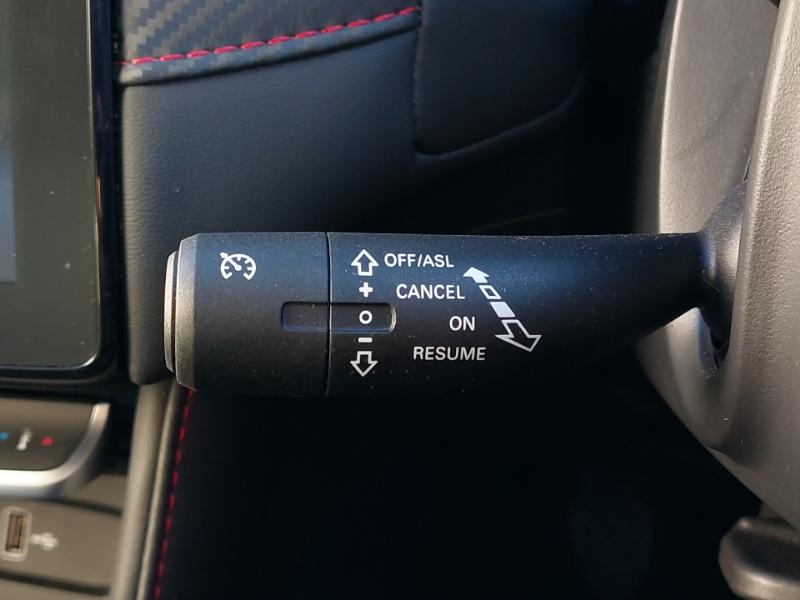 OFF/ASL
+ CANCEL
O ON
- RESUME